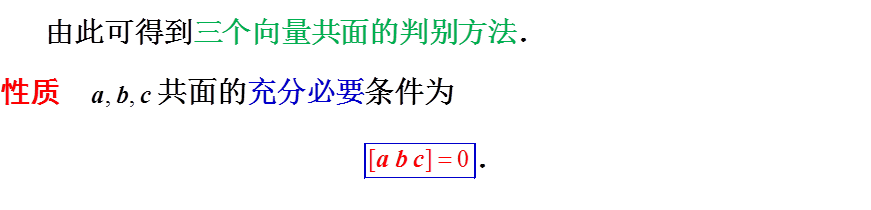 由此可得到三个向量共面的判别方法．
性质 a, b, c 共面的充分必要条件为
[a b c] = 0 ．